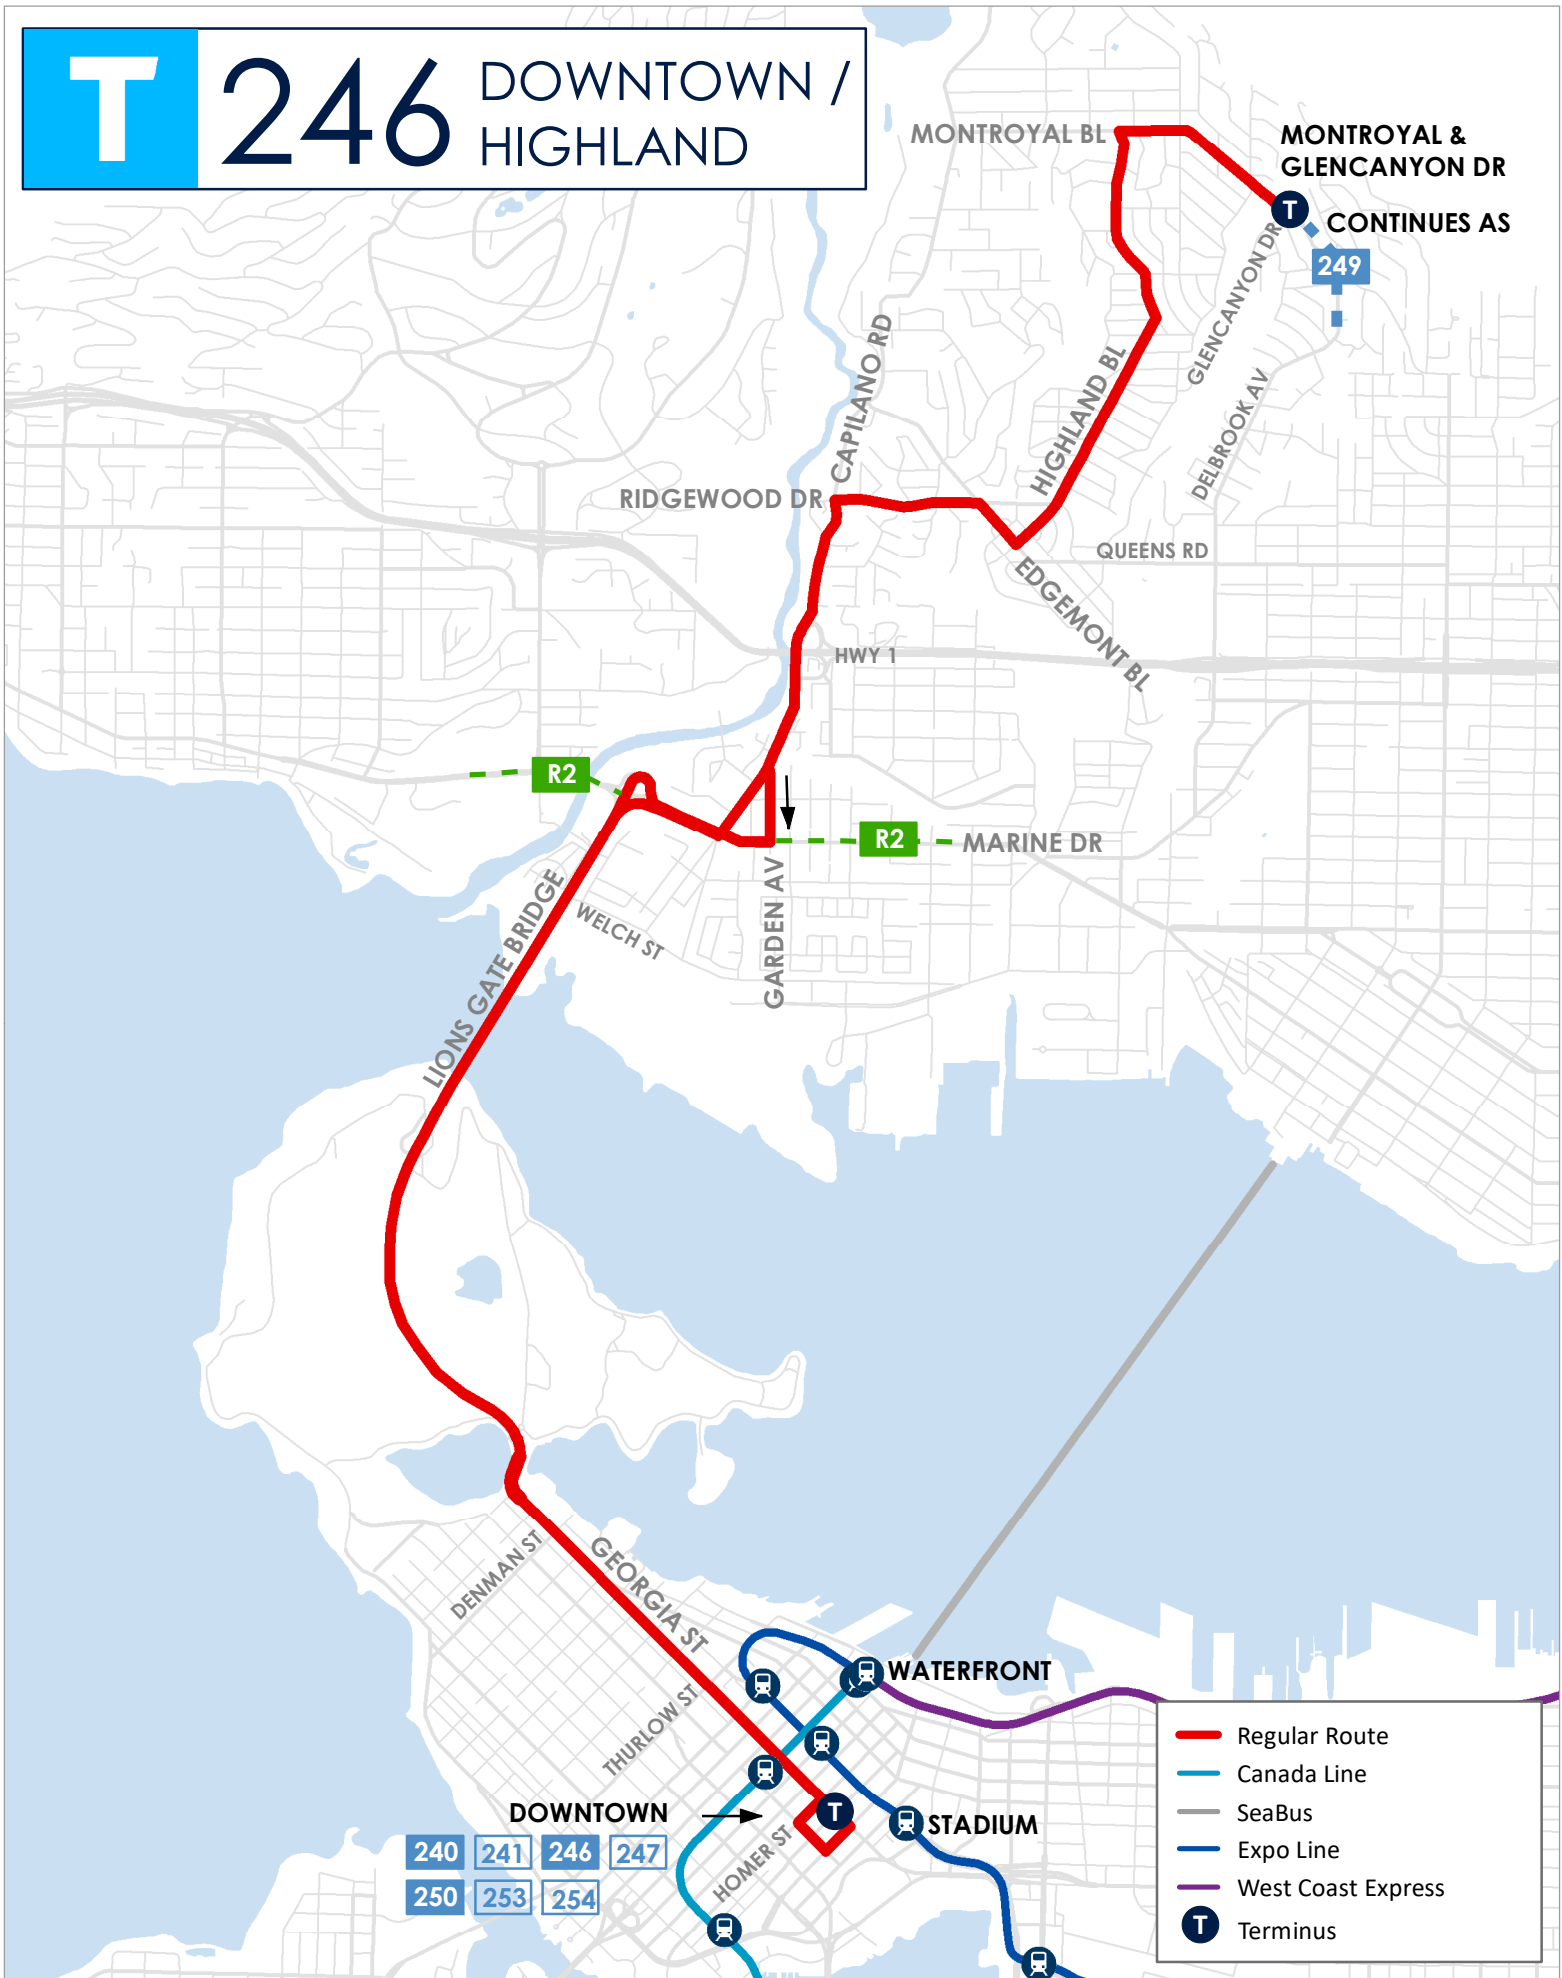 T 246 DOWNTOWN /
HIGHLAND
MONTROYAL BL
MONTROYAL &
GLENCANYON DR
T
CONTINUES AS
249
GLENCANYON DR
CAPILANO RD
HIGHLAND BL
DELBROOK AV
RIDGEWOOD DR
QUEENS RD
EDGEMONT BL
HWY 1
R2
R2
MARINE DR
GARDEN AV
WELCH ST
LIONS GATE BRIDGE
DENMAN ST
GEORGIA ST
WATERFRONT
THURLOW ST
DOWNTOWN
T
STADIUM
HOMER ST
240 241 246 247
250 253 254
Regular Route
Canada Line
SeaBus
Expo Line
West Coast Express
T Terminus